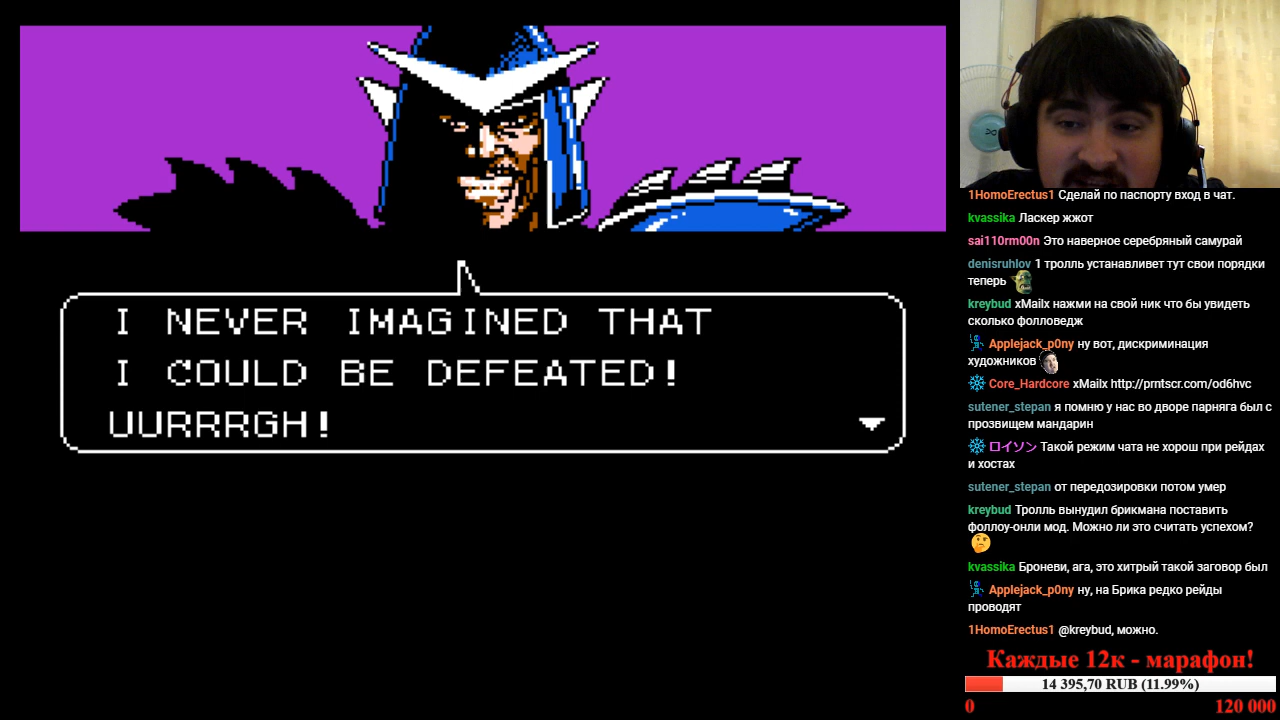 I NEVER IMAGINED THAT
I COULD BE DEFEATED!
UURRRGH!
1HomoErectus1 Сделай по паспорту вход в чат.
kvassika Ласкер жжот
sai110rm00n Это наверное серебряный самурай
denisruhlov 1 тролль устанавливет тут свои порядки
теперь
kreybud xMailx нажми на свой ник что бы увидеть
сколько фолловедж
Applejack_p0ny ну вот, дискриминация
художников
Core_Hardcore xMailx http://prntscr.com/od6hvc
sutener_stepan я помню у нас во дворе парняга был с
прозвищем мандарин
ロイソン Такой режим чата не хорош при рейдах
и хостах
sutener_stepan от передозировки потом умер
kreybud Тролль вынудил брикмана поставить
фоллоу-онли мод. Можно ли это считать успехом?
kvassika Броневи, ага, это хитрый такой заговор был
Applejack_p0ny ну, на Брика редко рейды
проводят
1HomoErectus1 @kreybud, можно.
Каждые 12к - марафон!
14 395,70 RUB (11.99%)
0 120 000